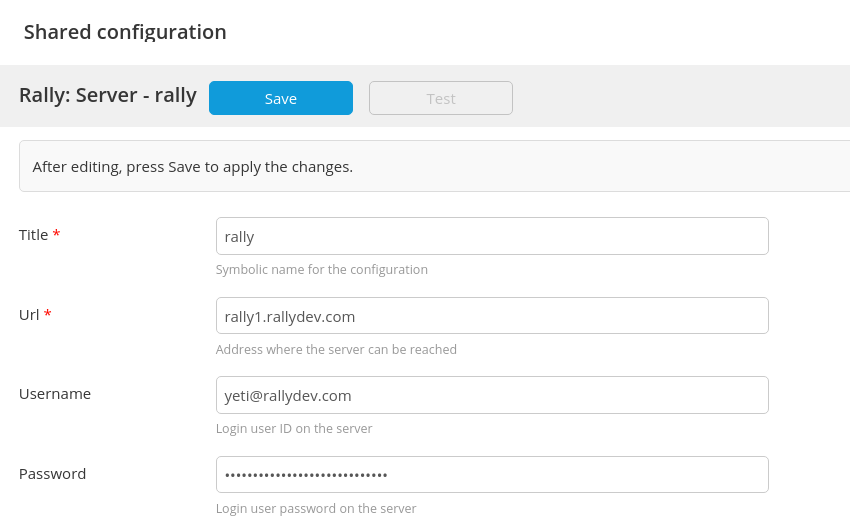 Shared configuration
Rally: Server - rally Save Test
After editing, press Save to apply the changes.
Title * rally
Symbolic name for the configuration
Url * rally1.rallydev.com
Address where the server can be reached
Username yeti@rallydev.com
Login user ID on the server
Password •••••••••••••••••••••••••••••
Login user password on the server